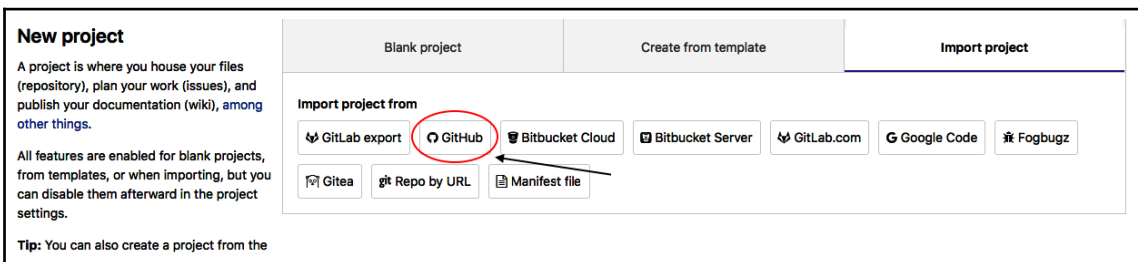 New project
A project is where you house your files
(repository), plan your work (issues), and
publish your documentation (wiki), among
other things.
All features are enabled for blank projects,
from templates, or when importing, but you
can disable them afterward in the project
settings.
Tip: You can also create a project from the
Blank project
Create from template
Import project
Import project from
GitLab export
GitHub
Bitbucket Cloud
Bitbucket Server
GitLab.com
Google Code
Fogbugz
Gitea
git Repo by URL
Manifest file